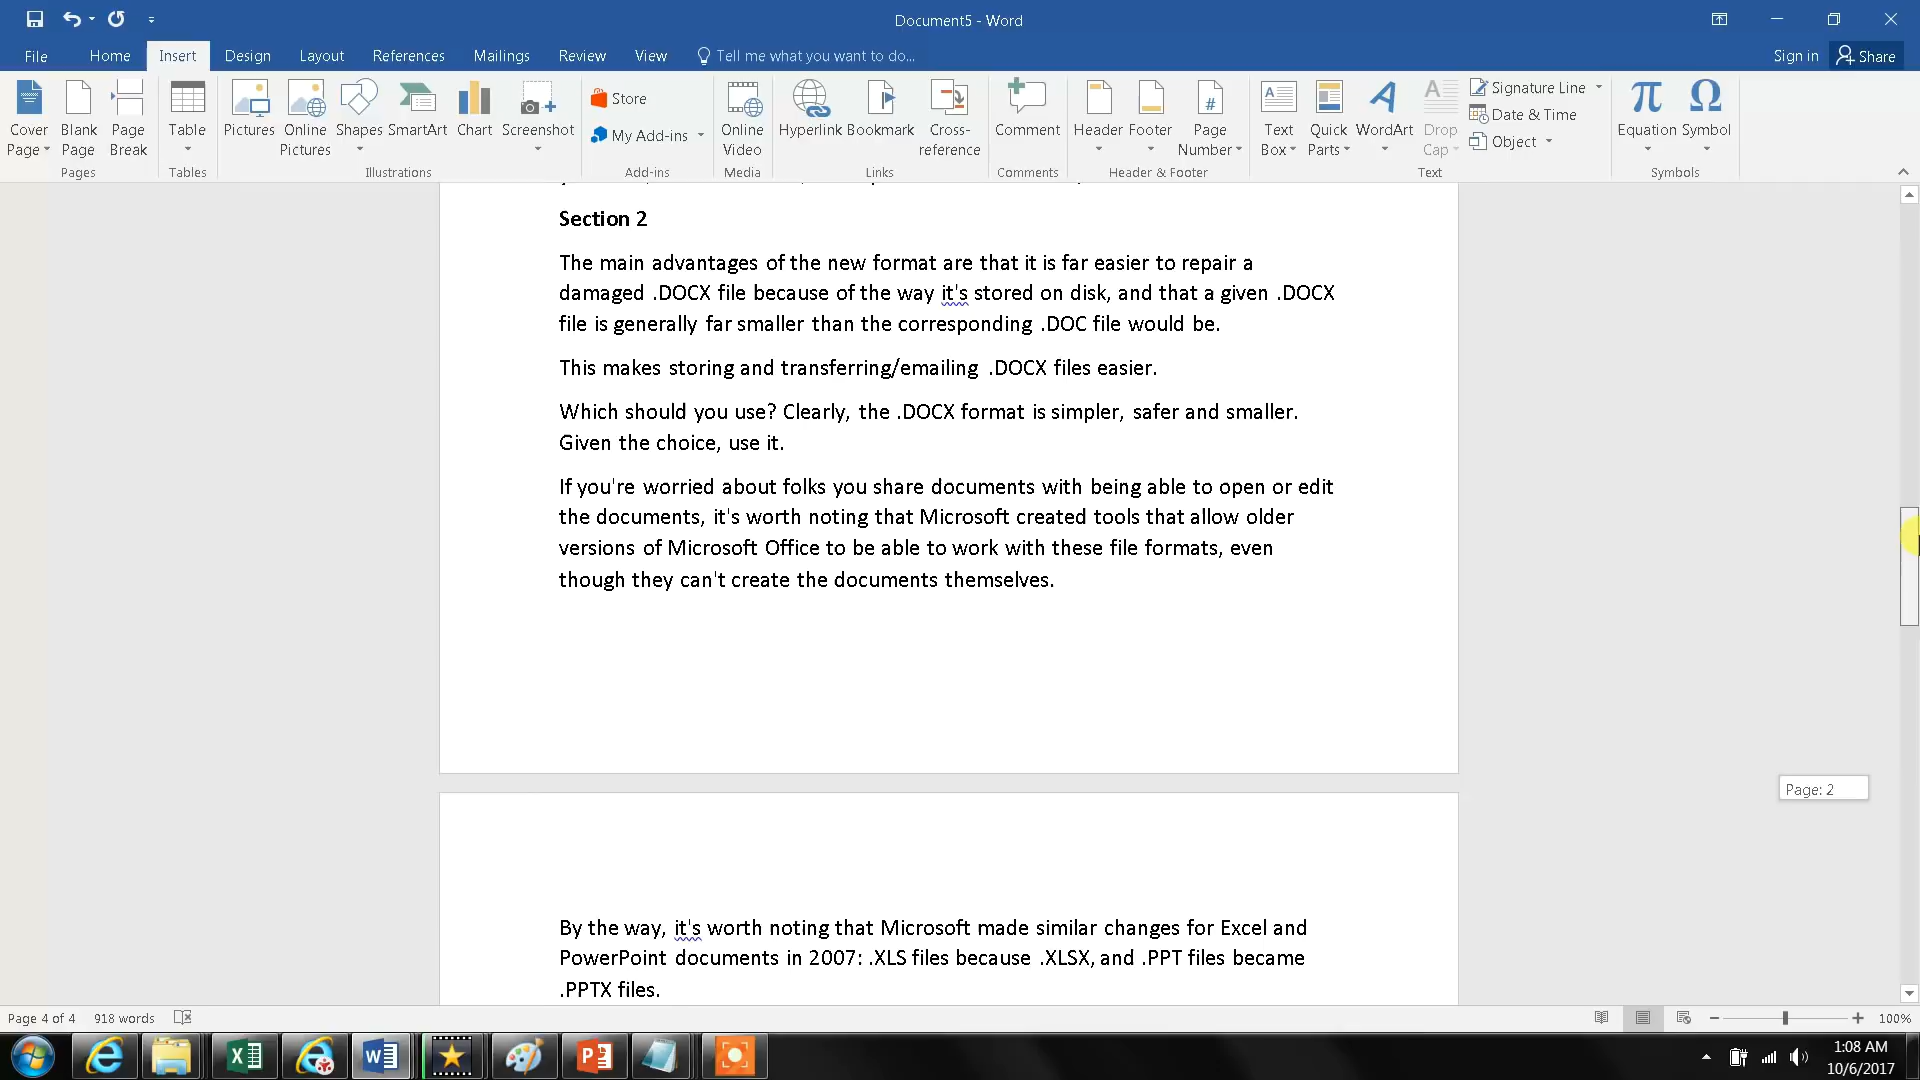 Document5 - Word
File Home Insert Design Layout References Mailings Review View Tell me what you want to do... Sign in Share
Cover Page Blank Page Page Break Table Pictures Online Pictures Shapes SmartArt Chart Screenshot Store My Add-ins Online Video Hyperlink Bookmark Cross-reference Comment Header Footer Page Number Text Box Quick Parts WordArt Drop Cap Signature Line Date & Time Object Equation Symbol
Pages Tables Illustrations Add-ins Media Links Comments Header & Footer Text Symbols
Section 2
The main advantages of the new format are that it is far easier to repair a
damaged .DOCX file because of the way it's stored on disk, and that a given .DOCX
file is generally far smaller than the corresponding .DOC file would be.
This makes storing and transferring/emailing .DOCX files easier.
Which should you use? Clearly, the .DOCX format is simpler, safer and smaller.
Given the choice, use it.
If you're worried about folks you share documents with being able to open or edit
the documents, it's worth noting that Microsoft created tools that allow older
versions of Microsoft Office to be able to work with these file formats, even
though they can't create the documents themselves.
Page: 2
By the way, it's worth noting that Microsoft made similar changes for Excel and
PowerPoint documents in 2007: .XLS files because .XLSX, and .PPT files became
.PPTX files.
Page 4 of 4 918 words 100%
1:08 AM
10/6/2017